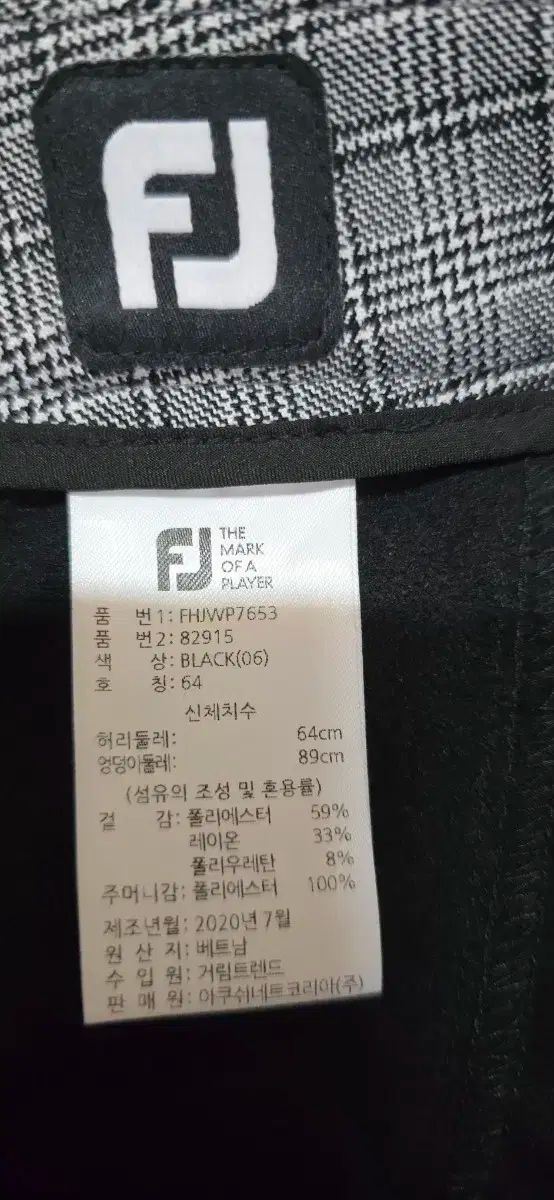 FJ
FJ THE
MARK
OF A
PLAYER
품 번1: FHJWP7653
품 번2: 82915
색 상: BLACK(06)
호 칭: 64
신체치수
허리둘레: 64cm
엉덩이둘레: 89cm
(섬유의 조성 및 혼용률)
겉 감: 폴리에스터 59%
레이온 33%
폴리우레탄 8%
주머니감: 폴리에스터 100%
제조년월: 2020년 7월
원 산 지: 베트남
수 입 원: 거림트렌드
판 매 원: 아쿠쉬네트코리아(주)